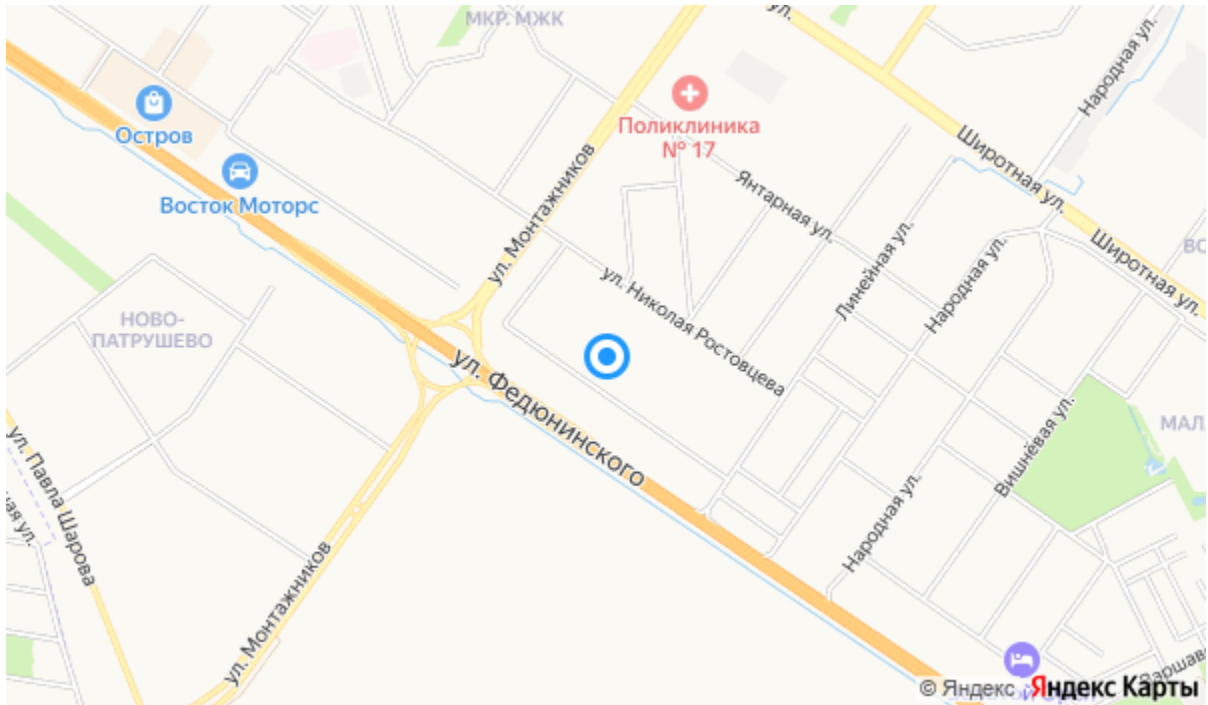 МКР. МЖК
ул.
Народная ул.
Остров
Поликлиника
№ 17
Широтная ул.
Восток Моторс
ул. Монтажников
Янтарная ул.
Линейная ул.
Народная ул.
Широтная ул.
ул. Николая Ростовцева
НОВО-
ПАТРУШЕВО
ул. Федюнинского
Вишнёвая ул.
ул. Павла Шарова
Народная ул.
ул. Монтажников
© Яндекс Яндекс Карты